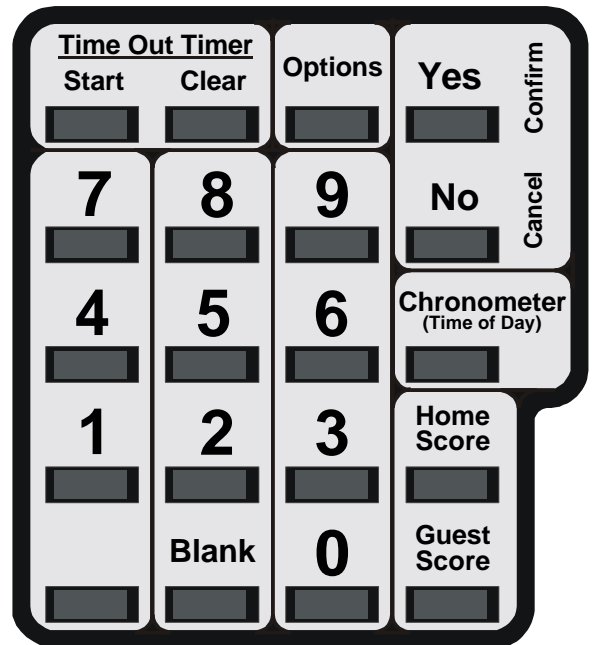 Time Out Timer
Start Clear
Options
Yes
Confirm
7 8 9
No
Cancel
4 5 6
Chronometer
(Time of Day)
1 2 3
Home
Score
Blank
0
Guest
Score